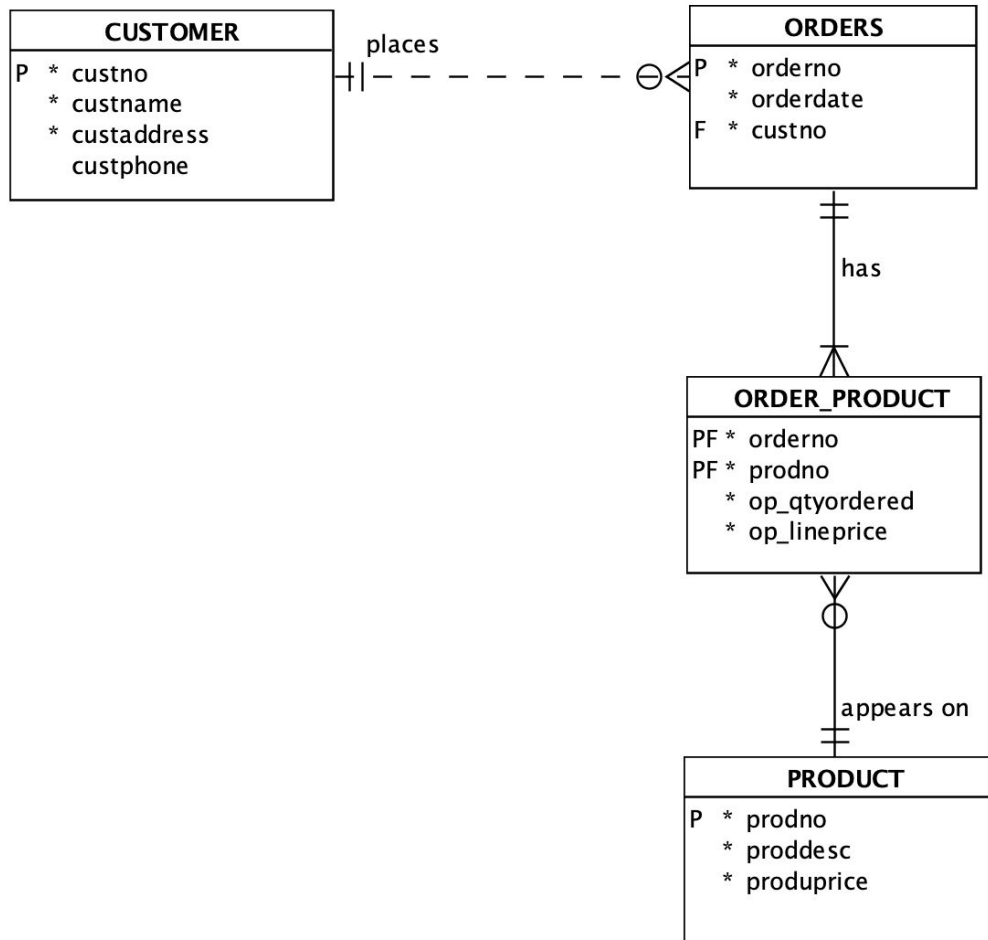 CUSTOMER
P * custno
* custname
* custaddress
custphone
places
ORDERS
P * orderno
* orderdate
F * custno
has
ORDER_PRODUCT
PF * orderno
PF * prodno
* op_qtyordered
* op_lineprice
appears on
PRODUCT
P * prodno
* proddesc
* produprice